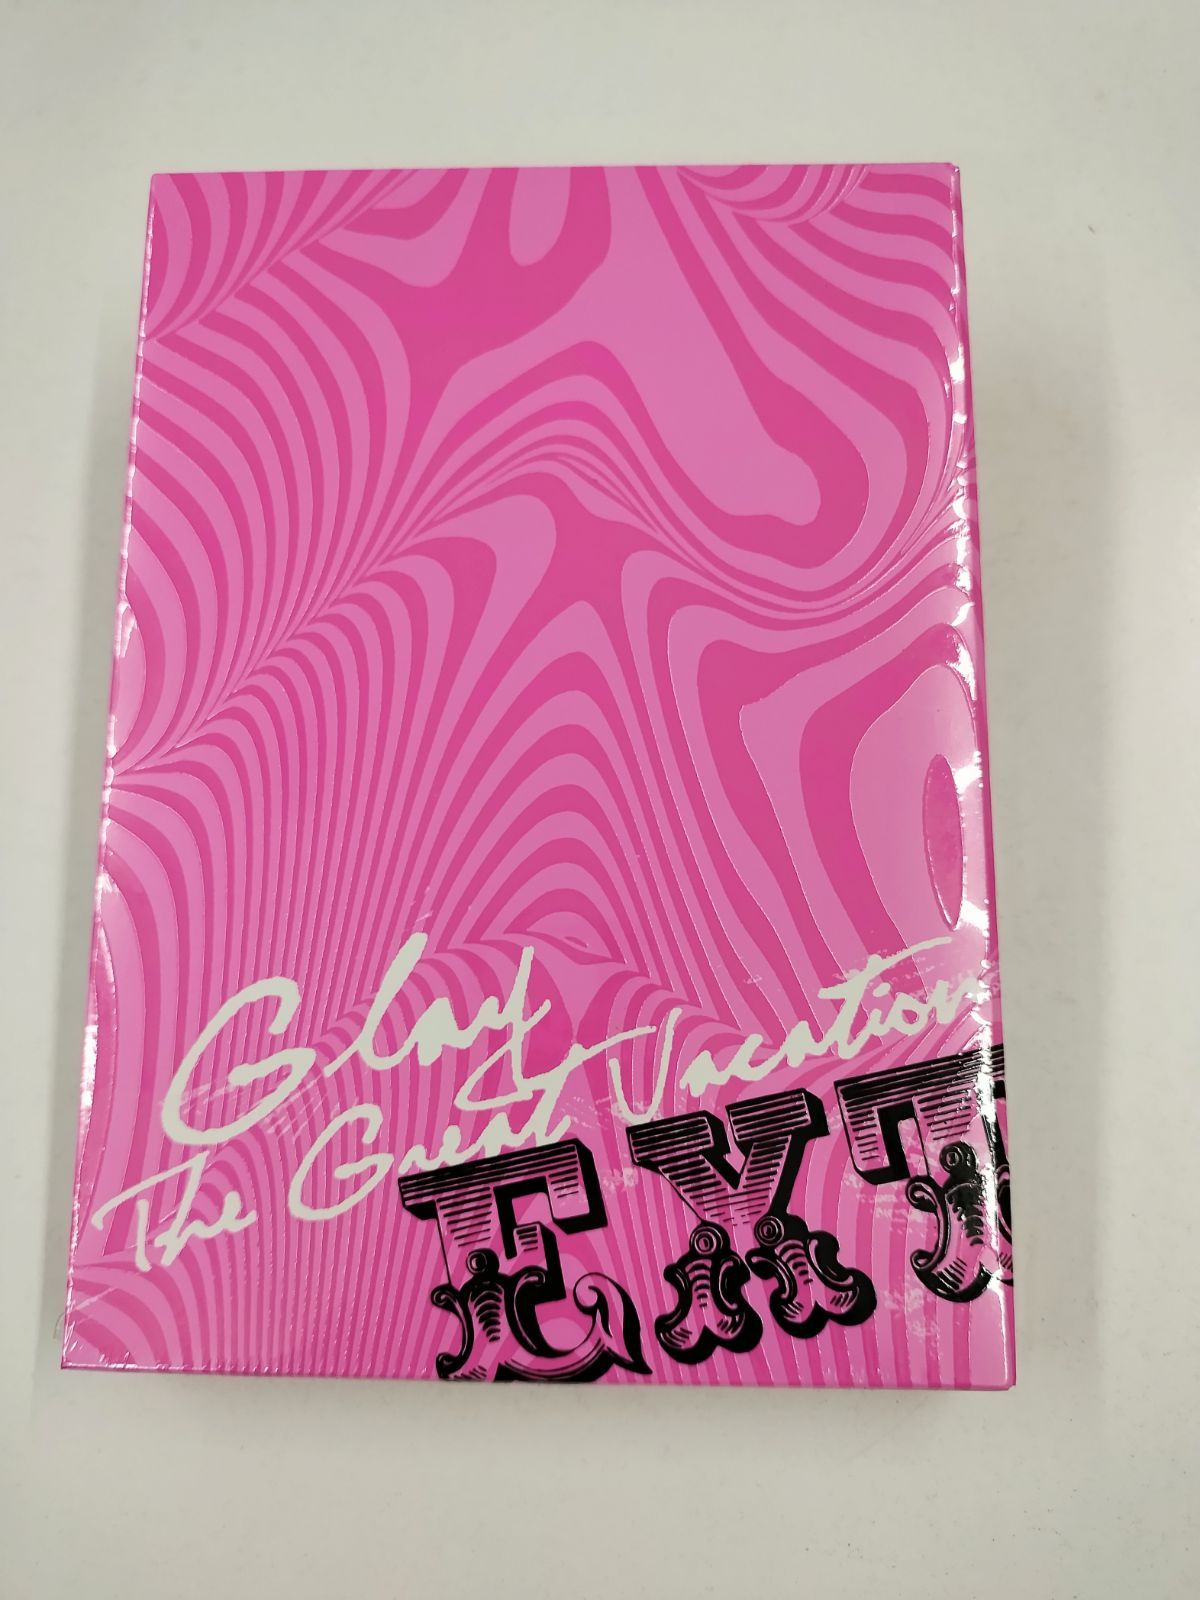 Glay
The Great Vacation
EXT